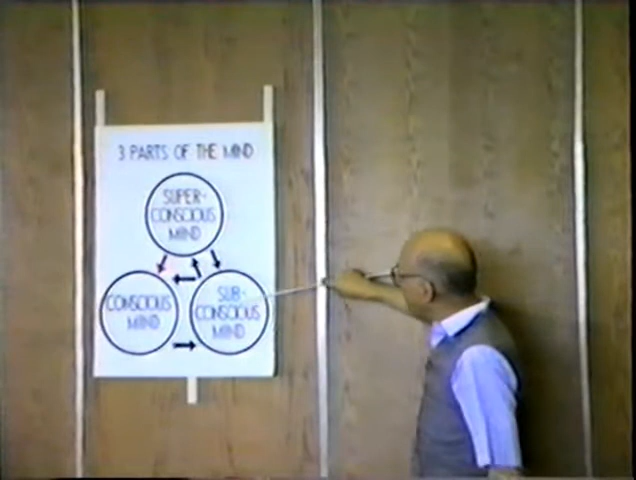 3 PARTS OF THE MIND
SUPER-
CONSCIOUS
MIND
CONSCIOUS
MIND
SUB-
CONSCIOUS
MIND